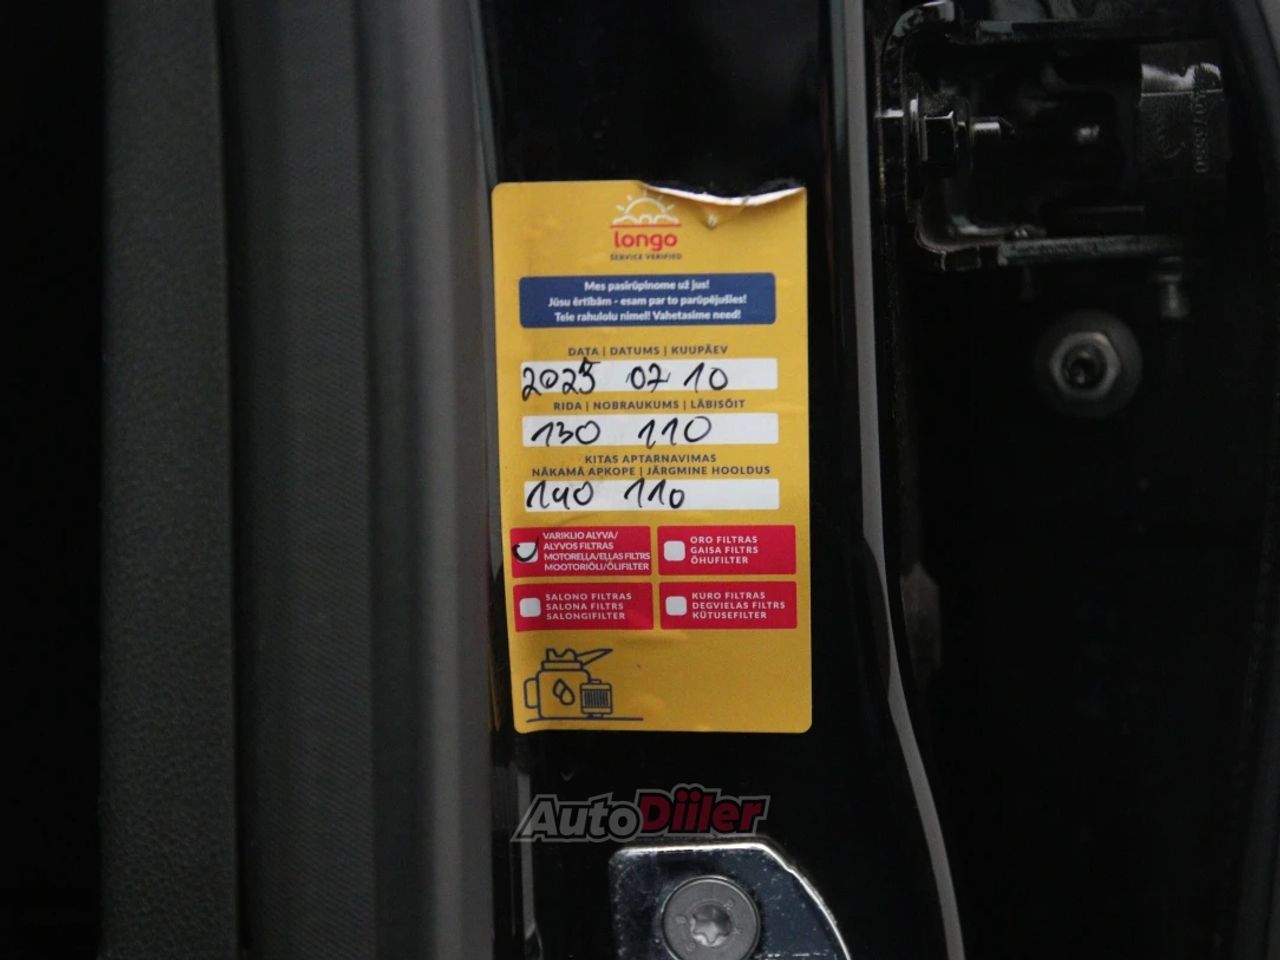 longo
SERVICE VERIFIED
Mes pasirūpinome už jus!
Jūsu ērtībām - esam par to parūpējušies!
Teie rahulolu nimel! Vahetasime need!
DATA | DATUMS | KUUPÄEV
2025 07 10
RIDA | NOBRAUKUMS | LÄBISÕIT
130 110
KITAS APTARNAVIMAS
NĀKAMĀ APKOPE | JÄRGMINE HOOLDUS
140 110
VARIKLIO ALYVA/
ALYVOS FILTRAS
MOTORELLA/ELLAS FILTRS
MOOTORIÕLI/ÕLIFILTER
ORO FILTRAS
GAISA FILTRS
ÕHUFILTER
SALONO FILTRAS
SALONA FILTRS
SALONGIFILTER
KURO FILTRAS
DEGVIELAS FILTRS
KÜTUSEFILTER
AutoDiiler